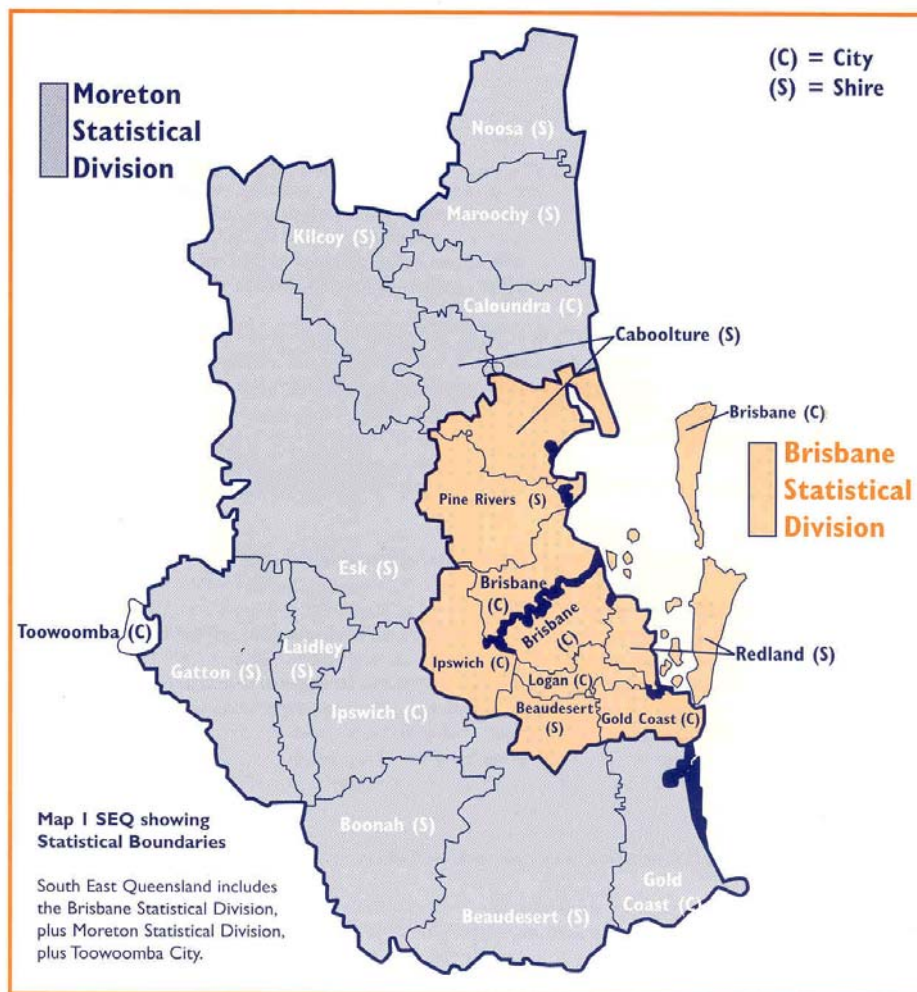 (C) = City
(S) = Shire
Moreton
Statistical
Division
Noosa (S)
Maroochy (S)
Kilcoy (S)
Caloundra (C)
Caboolture (S)
Brisbane (C)
Brisbane
Statistical
Division
Pine Rivers (S)
Esk (S)
Brisbane
(C)
Brisbane
(C)
Toowoomba (C)
Gatton (S)
Laidley
(S)
Ipswich (C)
Ipswich (C)
Redland (S)
Logan (C)
Beaudesert
(S)
Gold Coast (C)
Map 1 SEQ showing
Statistical Boundaries
South East Queensland includes
the Brisbane Statistical Division,
plus Moreton Statistical Division,
plus Toowoomba City.
Boonah (S)
Beaudesert (S)
Gold
Coast (C)